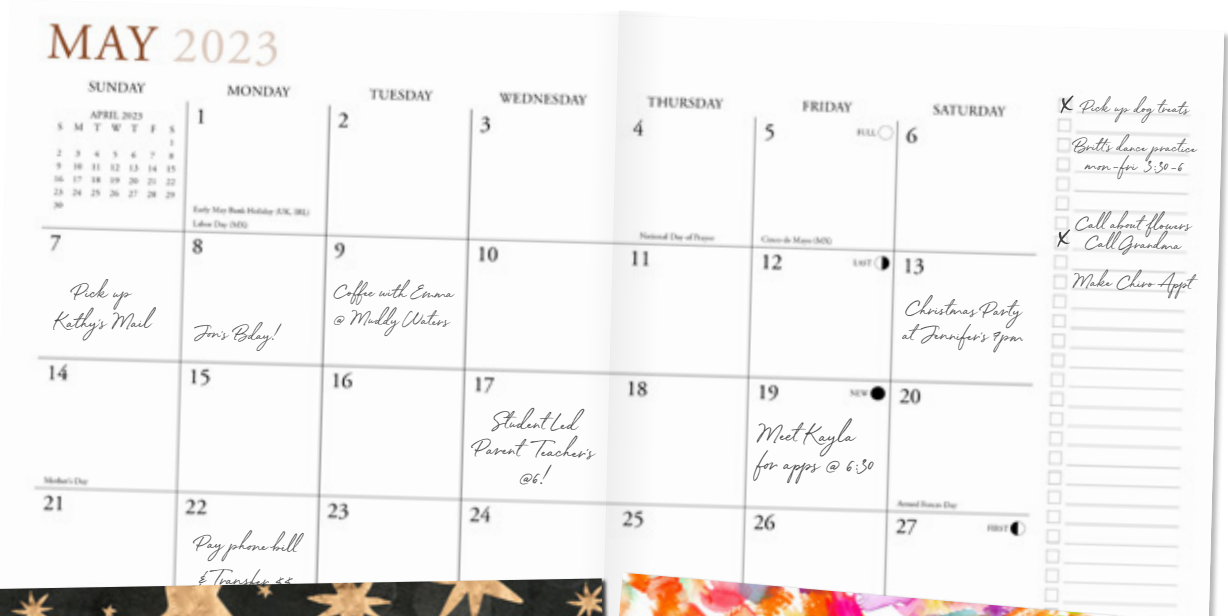 MAY 2023
SUNDAY MONDAY TUESDAY WEDNESDAY THURSDAY FRIDAY SATURDAY
APRIL 2023
S M T W T F S
1
2 3 4 5 6 7 8
9 10 11 12 13 14 15
16 17 18 19 20 21 22
23 24 25 26 27 28 29
30
1
Early May Bank Holiday (UK, IRL)
Labor Day (MX)
2
3
4
National Day of Prayer
5 FULL
Cinco de Mayo (MX)
6
7
Pick up
Kathy's Mail
8
Jon's Bday!
9
Coffee with Emma
@ Muddy Waters
10
11
12 LAST
13
Christmas Party
at Jennifer's 7pm
14
Mother's Day
15
16
17
Student Led
Parent Teacher's
@6!
18
19 NEW
Meet Kayla
for apps @ 6:30
20
Armed Forces Day
21
22
Pay phone bill
& Transfer $$
23
24
25
26
27 FIRST
X Pick up dog treats
Britt's dance practice
mon-fri 3:30-6
Call about flowers
X Call Grandma
Make Chiro Appt